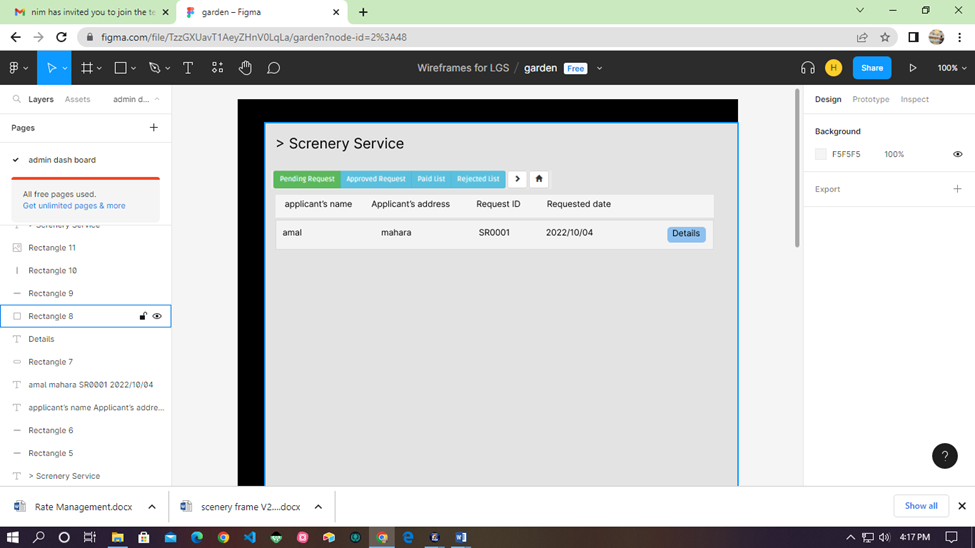 nim has invited you to join the te
garden – Figma
figma.com/file/TzzGXUavT1AeyZHnV0LqLa/garden?node-id=2%3A48
Wireframes for LGS / garden Free
H
Share
100%
Layers Assets admin d...
Pages
admin dash board
All free pages used.
Get unlimited pages & more
> Screnery Service
Rectangle 11
Rectangle 10
Rectangle 9
Rectangle 8
Details
Rectangle 7
amal mahara SR0001 2022/10/04
applicant's name Applicant's addre...
Rectangle 6
Rectangle 5
> Screnery Service
> Screnery Service
Pending Request Approved Request Paid List Rejected List
applicant's name Applicant's address Request ID Requested date
amal mahara SR0001 2022/10/04 Details
Design Prototype Inspect
Background
F5F5F5 100%
Export
?
Rate Management.docx
scenery frame V2....docx
Show all
4:17 PM